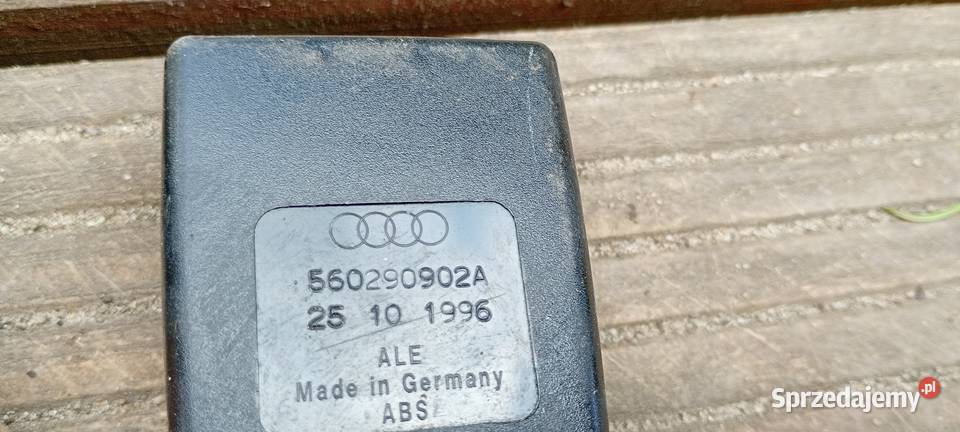 560290902A
25 10 1996
ALE
Made in Germany
ABS
Sprzedajemy.pl